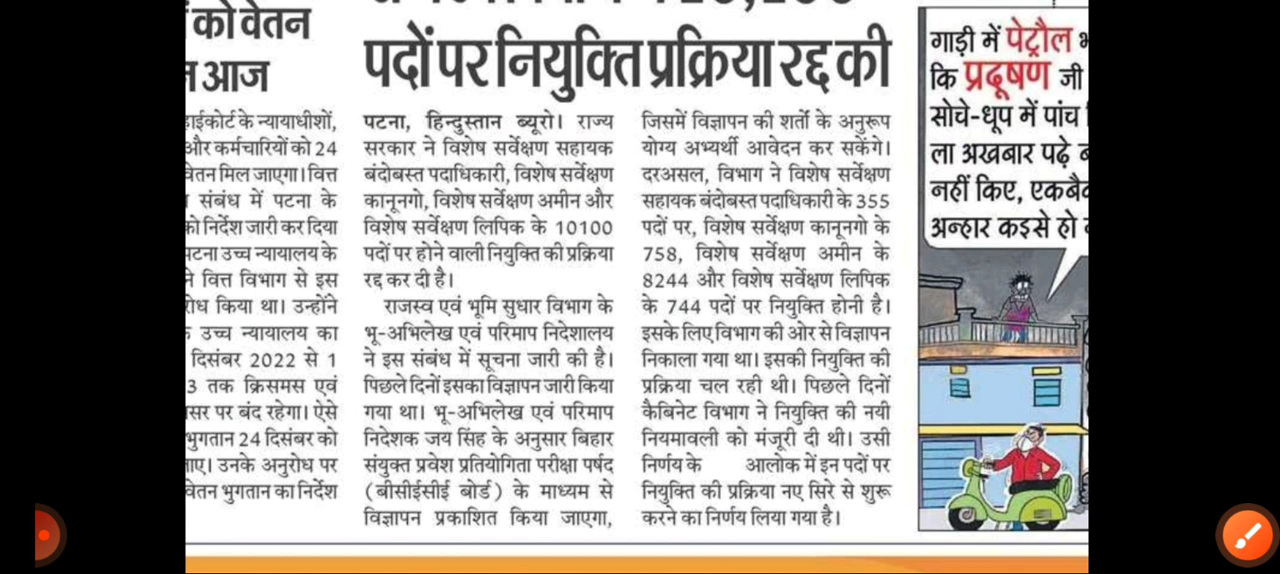 को वेतन
आज
हाईकोर्ट के न्यायाधीशों,
और कर्मचारियों को 24
वेतन मिल जाएगा। वित्त
संबंध में पटना के
को निर्देश जारी कर दिया
पटना उच्च न्यायालय के
ने वित्त विभाग से इस
किया था। उन्होंने
उच्च न्यायालय का
दिसंबर 2022 से 1
3 तक क्रिसमस एवं
पर बंद रहेगा। ऐसे
भुगतान 24 दिसंबर को
उनके अनुरोध पर
वेतन भुगतान का निर्देश
पदों पर नियुक्ति प्रक्रिया रद्द की
पटना, हिन्दुस्तान ब्यूरो। राज्य
सरकार ने विशेष सर्वेक्षण सहायक
बंदोबस्त पदाधिकारी, विशेष सर्वेक्षण
कानूनगो, विशेष सर्वेक्षण अमीन और
विशेष सर्वेक्षण लिपिक के 10100
पदों पर होने वाली नियुक्ति की प्रक्रिया
रद्द कर दी है।
राजस्व एवं भूमि सुधार विभाग के
भू-अभिलेख एवं परिमाप निदेशालय
ने इस संबंध में सूचना जारी की है।
पिछले दिनों इसका विज्ञापन जारी किया
गया था। भू-अभिलेख एवं परिमाप
निदेशक जय सिंह के अनुसार बिहार
संयुक्त प्रवेश प्रतियोगिता परीक्षा पर्षद
(बीसीईसीई बोर्ड) के माध्यम से
विज्ञापन प्रकाशित किया जाएगा,
जिसमें विज्ञापन की शर्तो के अनुरूप
योग्य अभ्यर्थी आवेदन कर सकेंगे।
दरअसल, विभाग ने विशेष सर्वेक्षण
सहायक बंदोबस्त पदाधिकारी के 355
पदों पर, विशेष सर्वेक्षण कानूनगो के
758, विशेष सर्वेक्षण अमीन के
8244 और विशेष सर्वेक्षण लिपिक
के 744 पदों पर नियुक्ति होनी है।
इसके लिए विभाग की ओर से विज्ञापन
निकाला गया था। इसकी नियुक्ति की
प्रक्रिया चल रही थी। पिछले दिनों
कैबिनेट विभाग ने नियुक्ति की नयी
नियमावली को मंजूरी दी थी। उसी
निर्णय के आलोक में इन पदों पर
नियुक्ति की प्रक्रिया नए सिरे से शुरू
करने का निर्णय लिया गया है।
गाड़ी में पेट्रौल
कि प्रदूषण जी
सोचे-धूप में पांच
ला अखबार पढ़े
नहीं किए, एकबैक
अन्हार कइसे हो